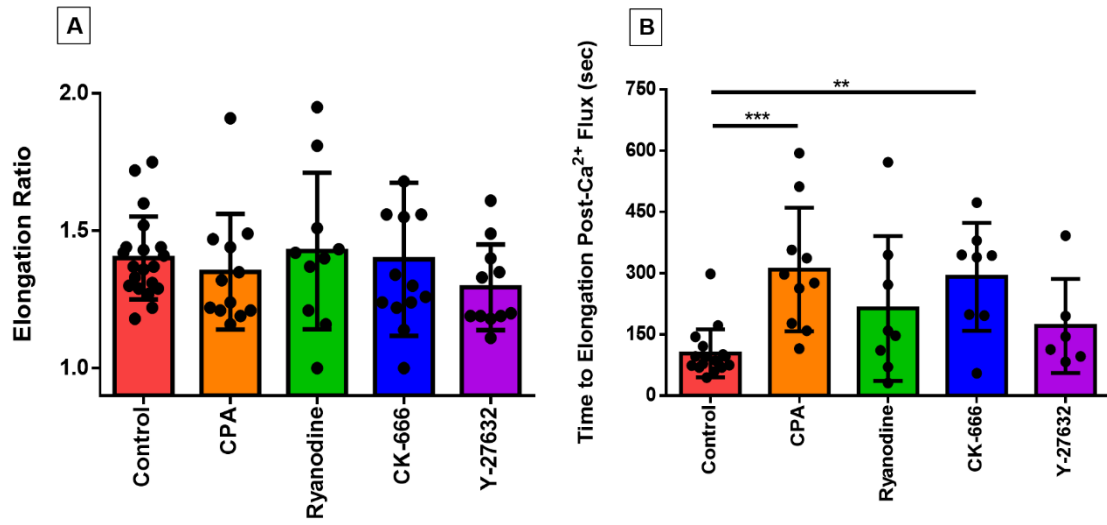 A
Elongation Ratio
2.0
1.5
1.0
Control
CPA
Ryanodine
CK-666
Y-27632
B
Time to Elongation Post-Ca²⁺ Flux (sec)
750
600
450
300
150
0
**
***
Control
CPA
Ryanodine
CK-666
Y-27632